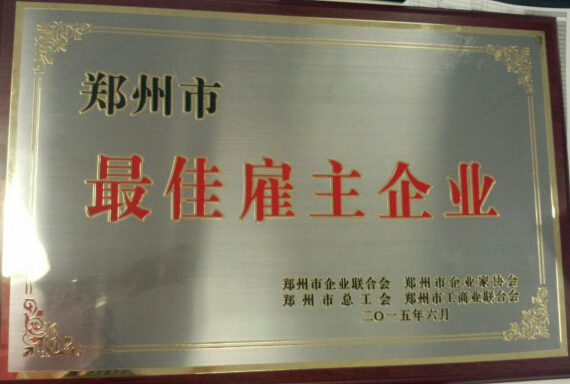 郑州市
最佳雇主企业
郑州市企业联合会 郑州市企业家协会
郑州市总工会 郑州市工商业联合会
二〇一五年六月